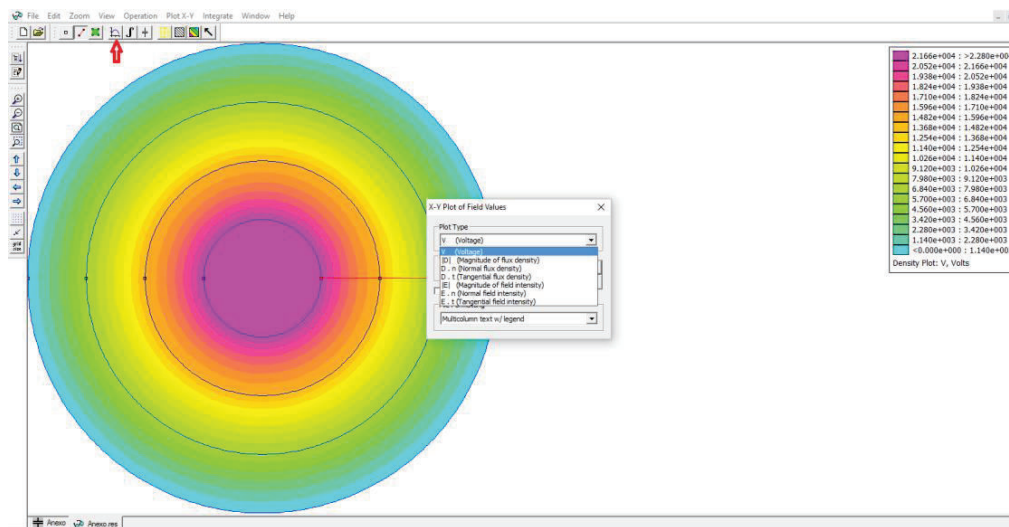 File Edit Zoom View Operation Plot X-Y Integrate Window Help
X-Y Plot of Field Values
Plot Type
V (Voltage)
V (Voltage)
|D| (Magnitude of flux density)
D . n (Normal flux density)
D . t (Tangential flux density)
|E| (Magnitude of field intensity)
E . n (Normal field intensity)
E . t (Tangential field intensity)
Multicolumn text w/ legend
2.166e+004 : >2.280e+00
2.052e+004 : 2.166e+004
1.938e+004 : 2.052e+004
1.824e+004 : 1.938e+004
1.710e+004 : 1.824e+004
1.596e+004 : 1.710e+004
1.482e+004 : 1.596e+004
1.368e+004 : 1.482e+004
1.254e+004 : 1.368e+004
1.140e+004 : 1.254e+004
1.026e+004 : 1.140e+004
9.120e+003 : 1.026e+004
7.980e+003 : 9.120e+003
6.840e+003 : 7.980e+003
5.700e+003 : 6.840e+003
4.560e+003 : 5.700e+003
3.420e+003 : 4.560e+003
2.280e+003 : 3.420e+003
1.140e+003 : 2.280e+003
<0.000e+000 : 1.140e+003
Density Plot: V, Volts
Anexo Anexo.res